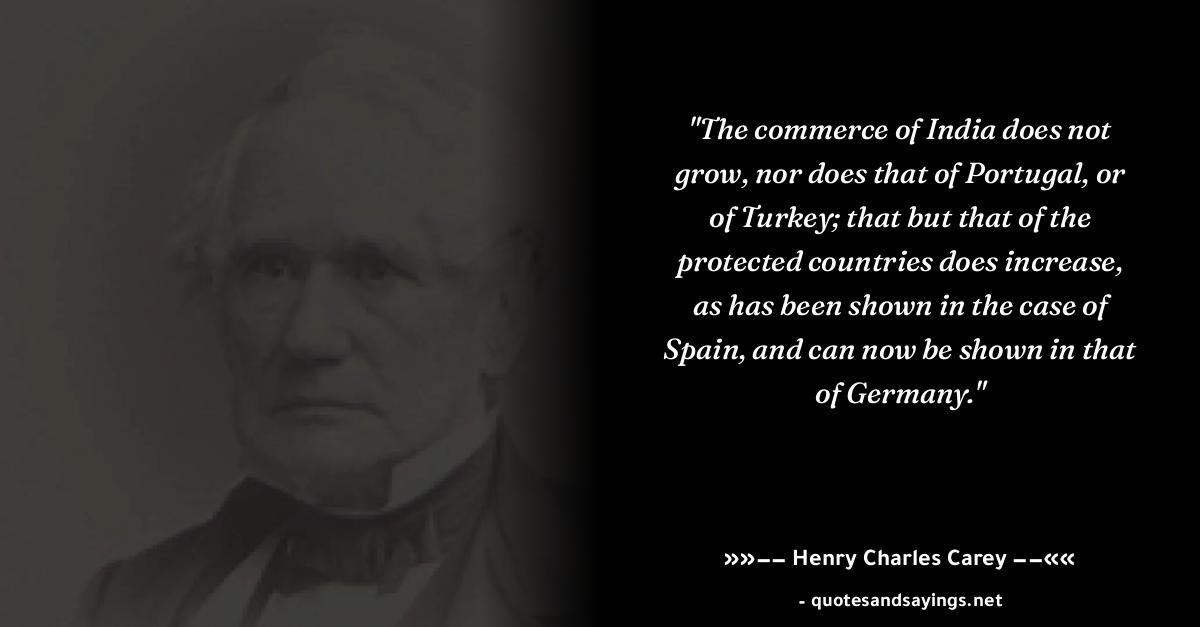 "The commerce of India does not
grow, nor does that of Portugal, or
of Turkey; that but that of the
protected countries does increase,
as has been shown in the case of
Spain, and can now be shown in that
of Germany."
»»−− Henry Charles Carey −−««
- quotesandsayings.net